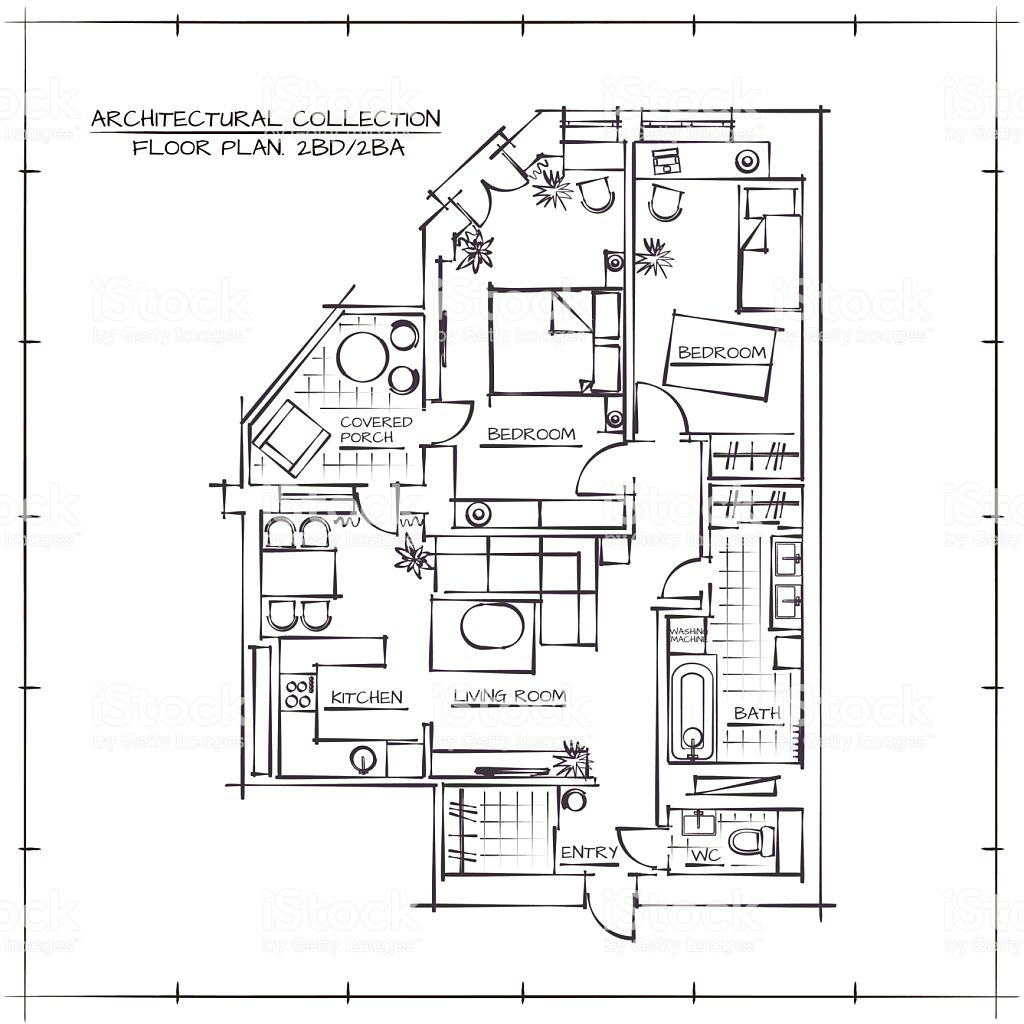 ARCHITECTURAL COLLECTION
FLOOR PLAN. 2BD/2BA
BEDROOM
COVERED
PORCH
BEDROOM
WASHING
MACHINE
KITCHEN
LIVING ROOM
BATH
ENTRY
WC
iStock
by Getty Images™